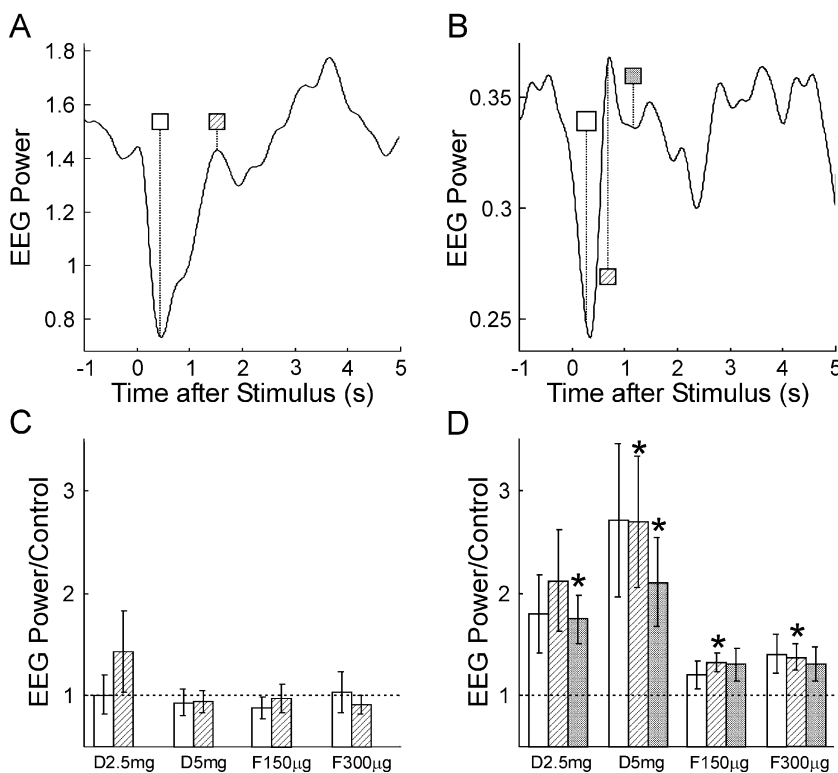 A
EEG Power
1.8
1.6
1.4
1.2
1
0.8
-1 0 1 2 3 4 5
Time after Stimulus (s)
B
EEG Power
0.35
0.3
0.25
-1 0 1 2 3 4 5
Time after Stimulus (s)
C
EEG Power/Control
3
2
1
D2.5mg D5mg F150μg F300μg
D
EEG Power/Control
3
2
1
* * * * *
D2.5mg D5mg F150μg F300μg